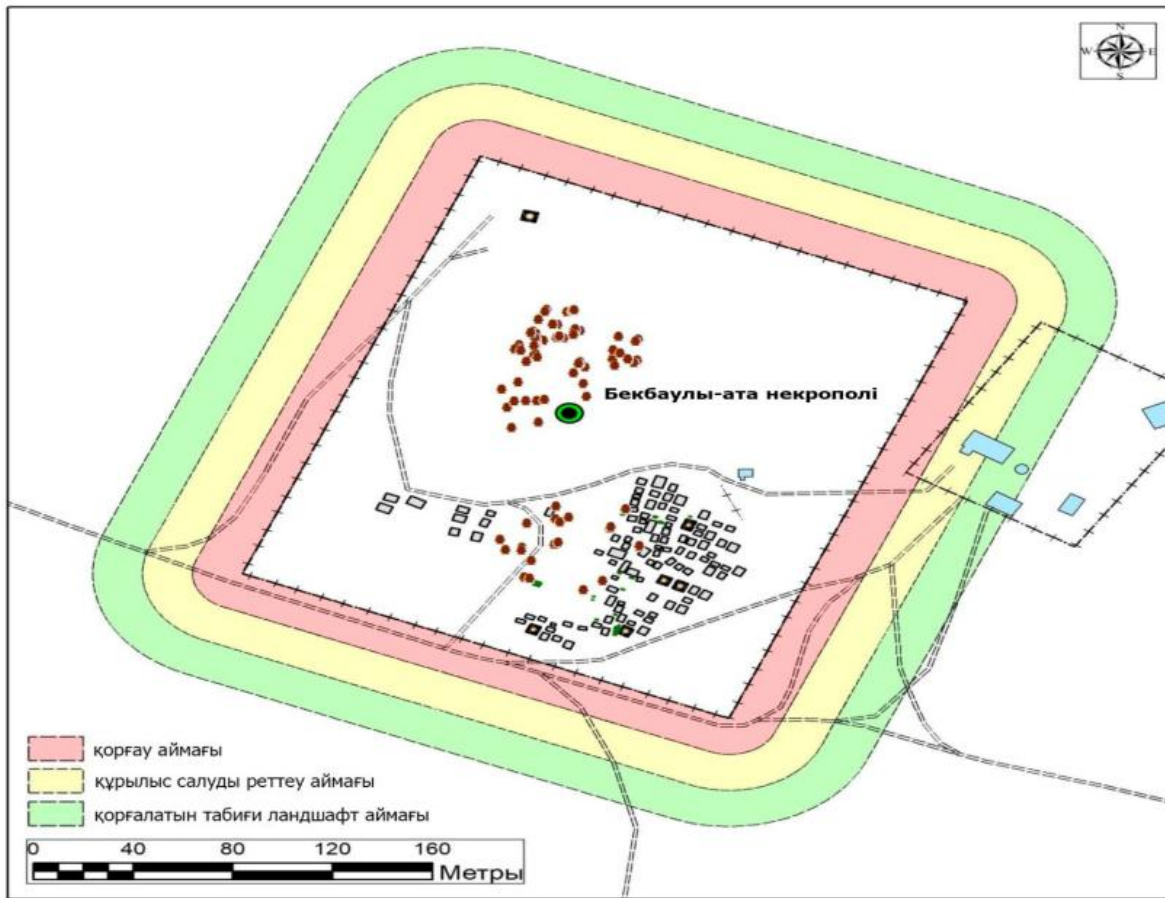 N
W E
S
Бекбаулы-ата некрополі
қорғау аймағы
құрылыс салуды реттеу аймағы
қорғалатын табиғи ландшафт аймағы
0 40 80 120 160
Метры